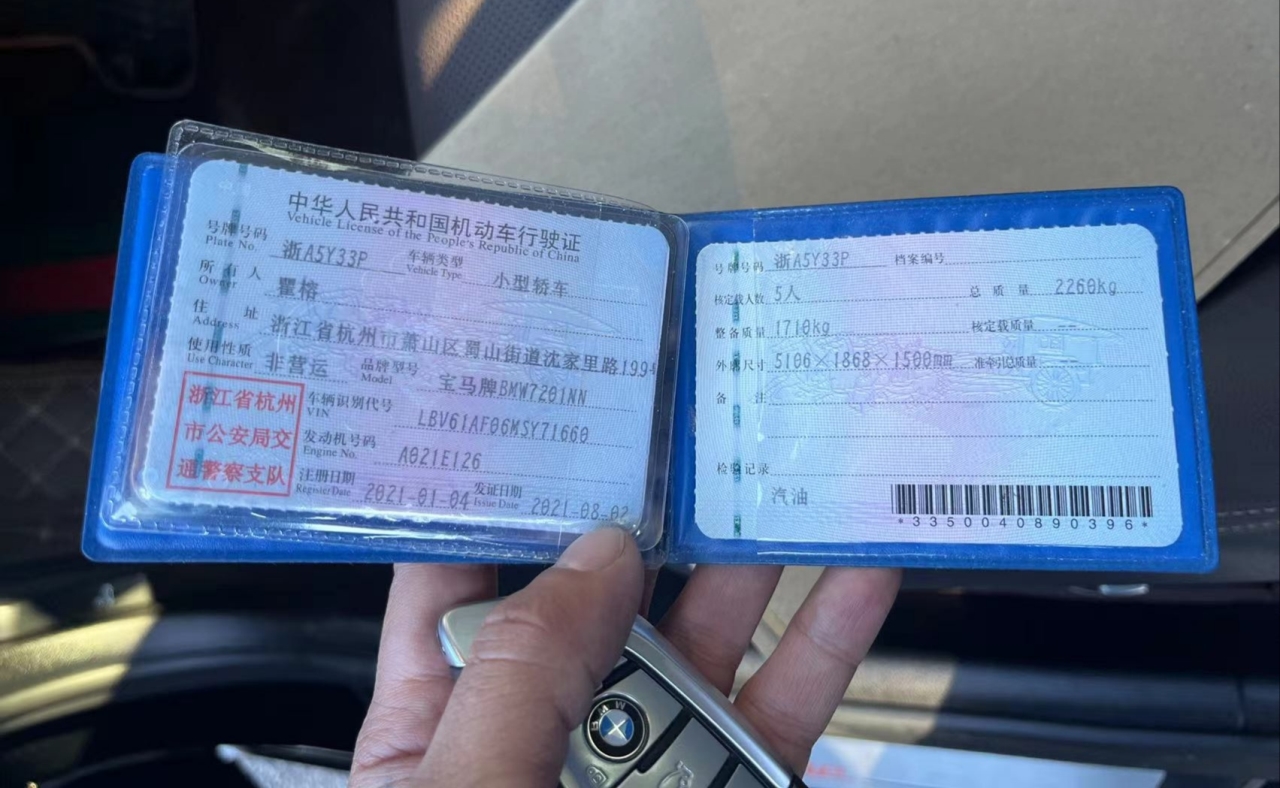 中华人民共和国机动车行驶证
Vehicle License of the People's Republic of China
号牌号码 浙A5Y33P 车辆类型 小型轿车
Plate No. Vehicle Type
所有人 瞿榕
Owner
住址 浙江省杭州市萧山区蜀山街道沈家里路199
Address
使用性质 非营运 品牌型号 宝马牌BMW7201NN
Use Character Model
浙江省杭州
市公安局交
通警察支队
车辆识别代号 LBV61AF06MSY71660
VIN
发动机号码 A021E126
Engine No.
注册日期 2021-01-04 发证日期 2021-08-02
Register Date Issue Date
号牌号码 浙A5Y33P 档案编号
核定载人数 5人 总质量 2260kg
整备质量 1710kg 核定载质量 --
外廓尺寸 5106×1868×1500mm 准牵引总质量 --
备注
检验记录
汽油
*3350040890396*
BMW